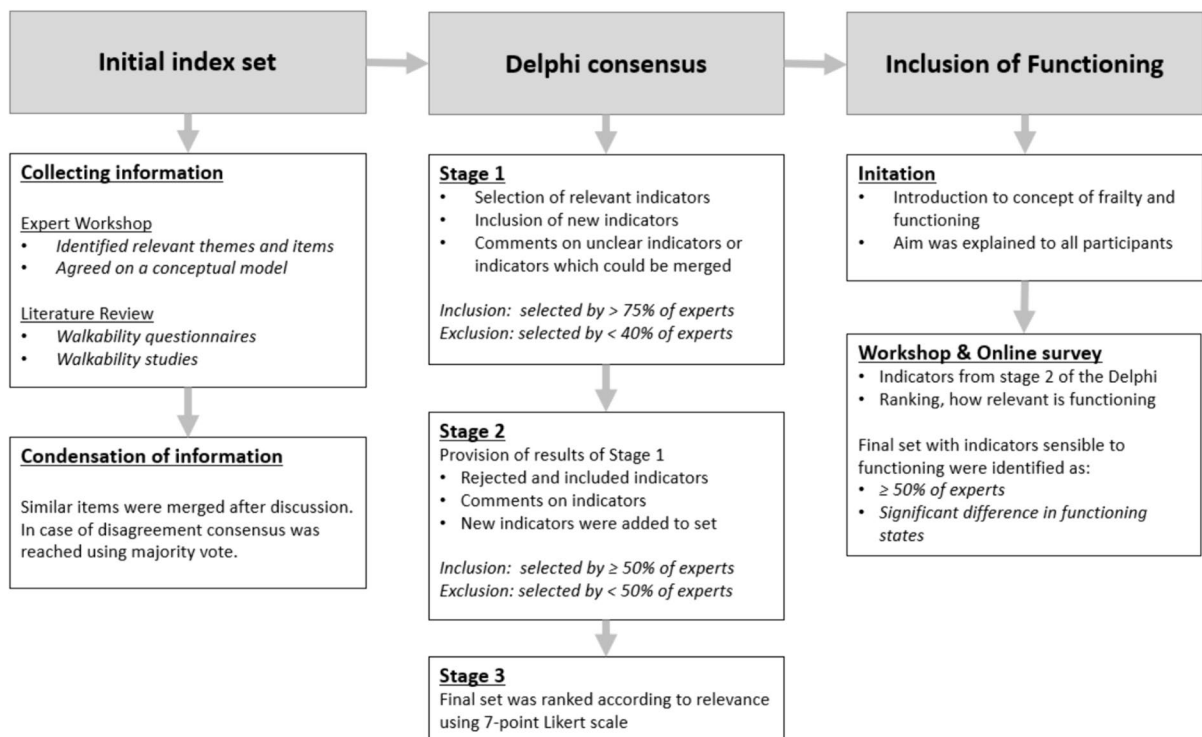 Initial index set
Delphi consensus
Inclusion of Functioning
Collecting information
Expert Workshop
• Identified relevant themes and items
• Agreed on a conceptual model
Literature Review
• Walkability questionnaires
• Walkability studies
Condensation of information
Similar items were merged after discussion.
In case of disagreement consensus was
reached using majority vote.
Stage 1
• Selection of relevant indicators
• Inclusion of new indicators
• Comments on unclear indicators or
indicators which could be merged
Inclusion: selected by > 75% of experts
Exclusion: selected by < 40% of experts
Stage 2
Provision of results of Stage 1
• Rejected and included indicators
• Comments on indicators
• New indicators were added to set
Inclusion: selected by ≥ 50% of experts
Exclusion: selected by < 50% of experts
Stage 3
Final set was ranked according to relevance
using 7-point Likert scale
Initation
• Introduction to concept of frailty and
functioning
• Aim was explained to all participants
Workshop & Online survey
• Indicators from stage 2 of the Delphi
• Ranking, how relevant is functioning
Final set with indicators sensible to
functioning were identified as:
• ≥ 50% of experts
• Significant difference in functioning
states